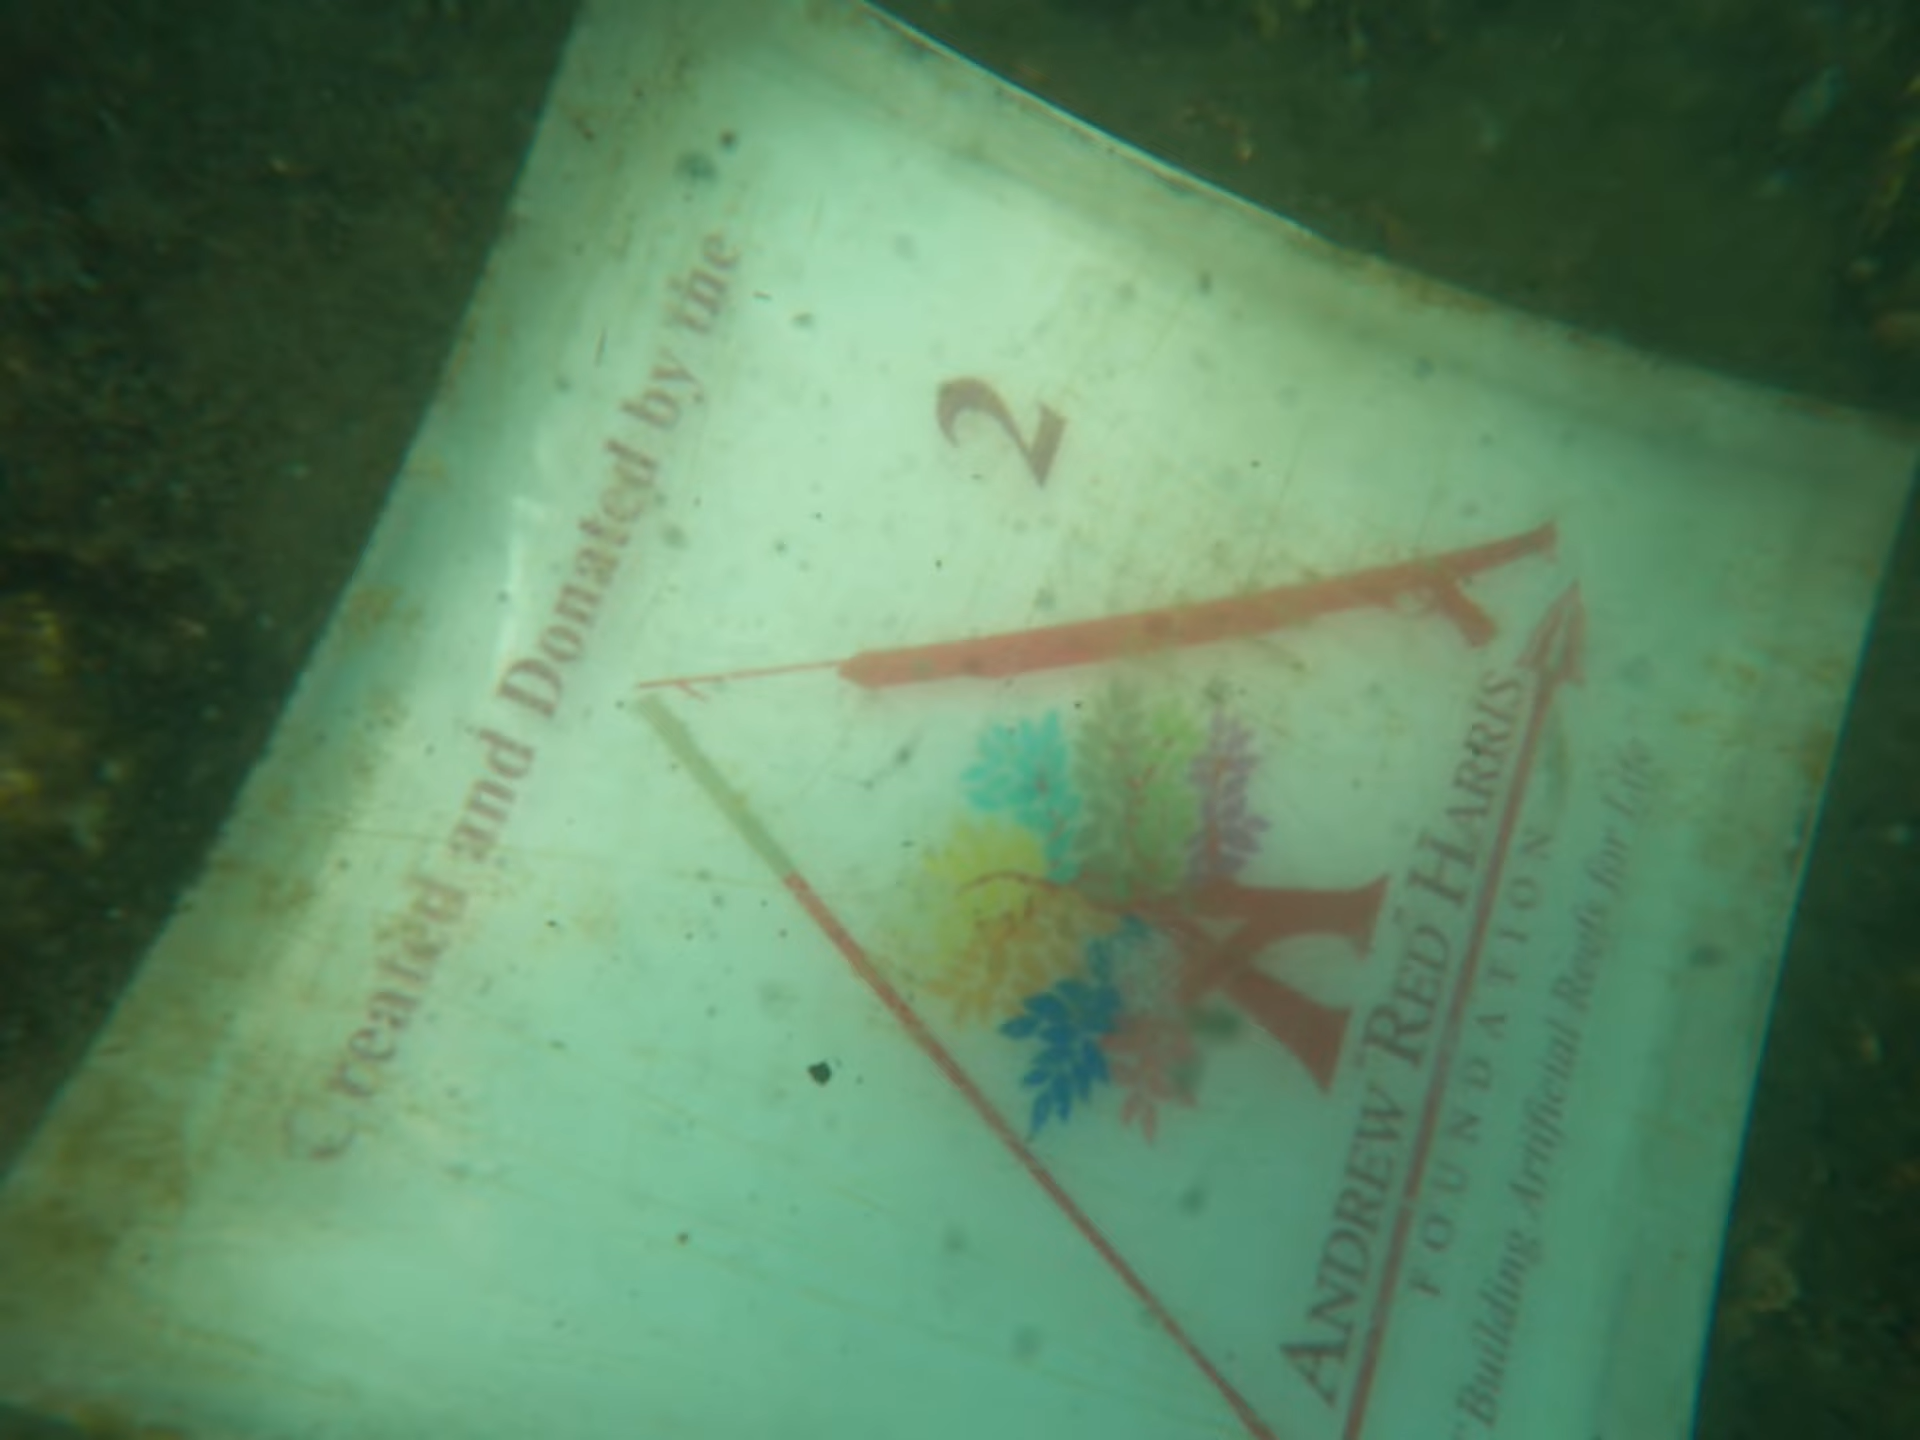 Created and Donated by the
2
ANDREW RED HARRIS
FOUNDATION
"Building Artificial Reefs for Life